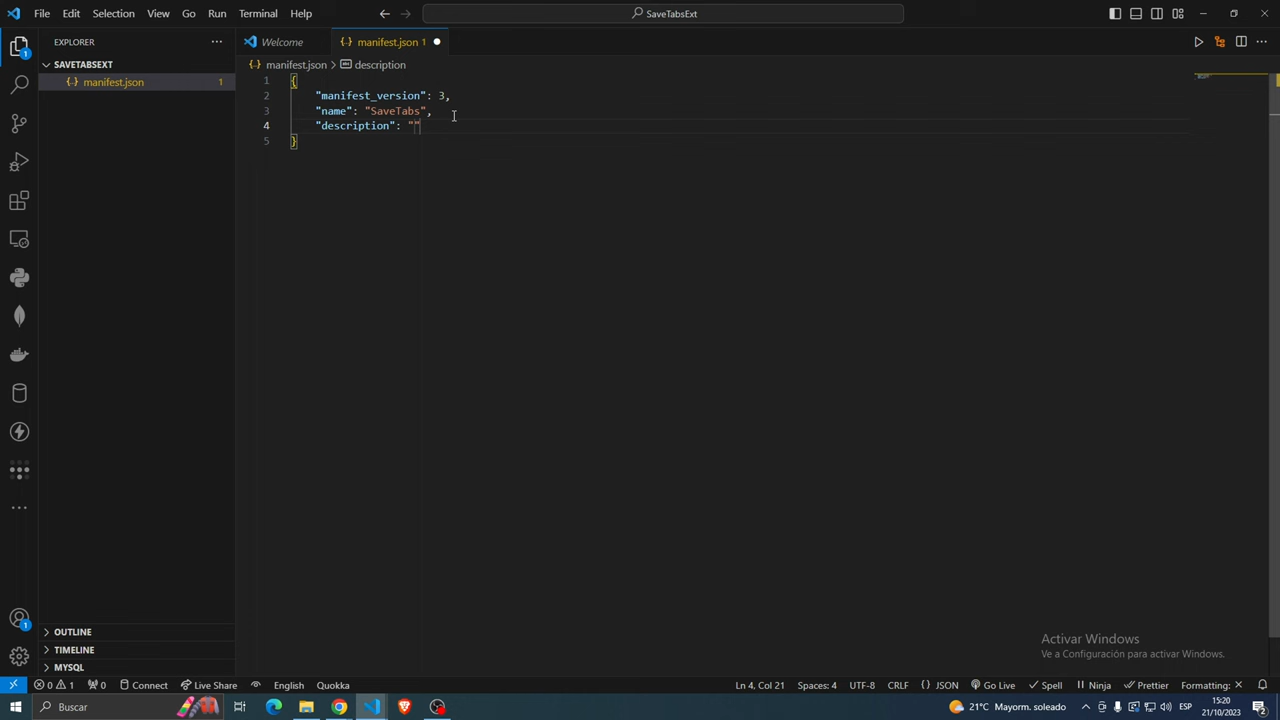 File Edit Selection View Go Run Terminal Help
SaveTabsExt
EXPLORER
Welcome
manifest.json 1
SAVETABSEXT
manifest.json 1
manifest.json > description
1 {
2 "manifest_version": 3,
3 "name": "SaveTabs",
4 "description": ""
5 }
1
1
OUTLINE
TIMELINE
MYSQL
Activar Windows
Ve a Configuración para activar Windows.
0 1 0 Connect Live Share English Quokka Ln 4, Col 21 Spaces: 4 UTF-8 CRLF {} JSON Go Live Spell Ninja Prettier Formatting: ×
Buscar
21°C Mayorm. soleado
ESP
15:20
21/10/2023
2